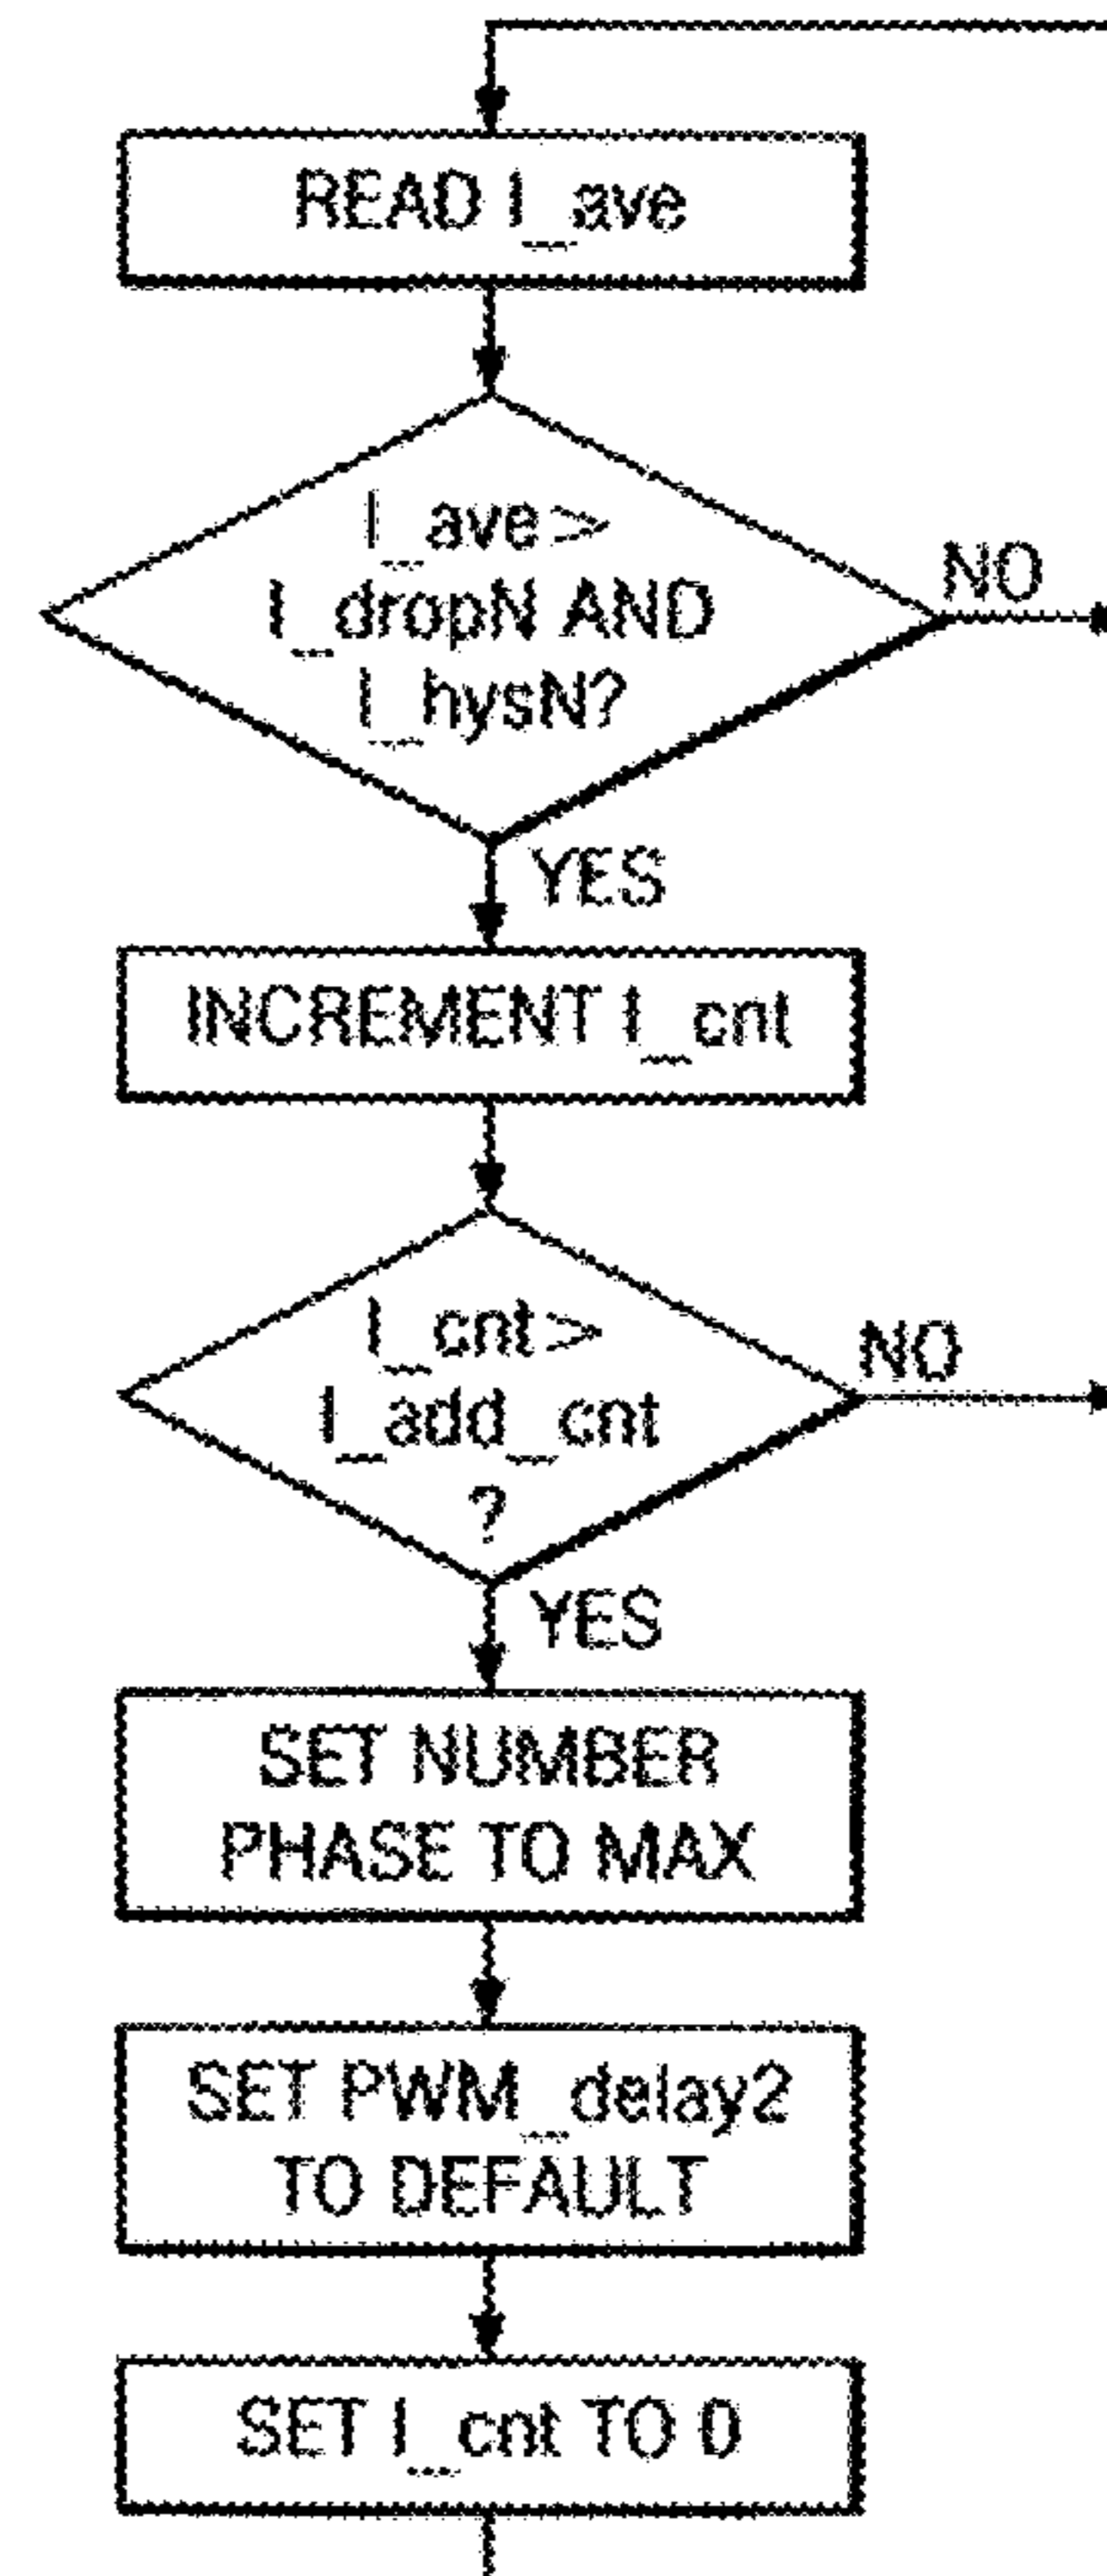 READ I_ave
I_ave >
I_dropN AND
I_hysN?
NO
YES
INCREMENT I_cnt
I_cnt >
I_add_cnt
?
NO
YES
SET NUMBER
PHASE TO MAX
SET PWM_delay2
TO DEFAULT
SET I_cnt TO 0